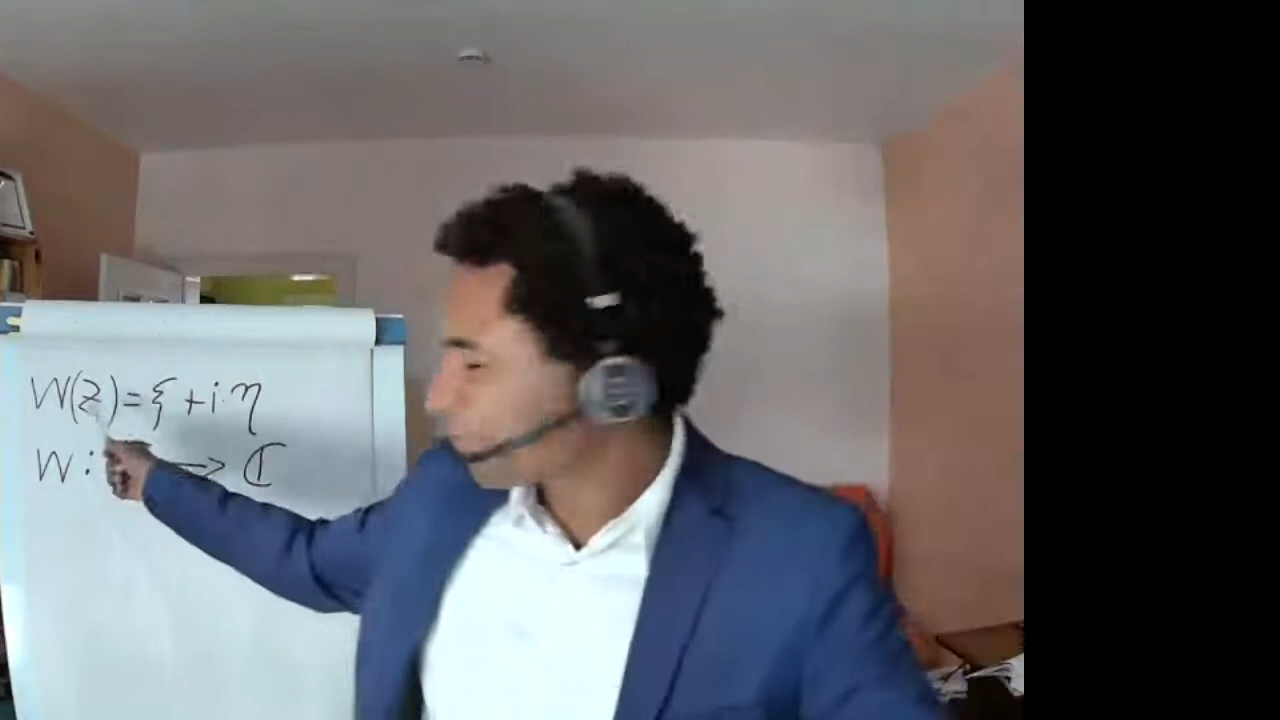 W(z) = ξ + i · η
W : → ℂ